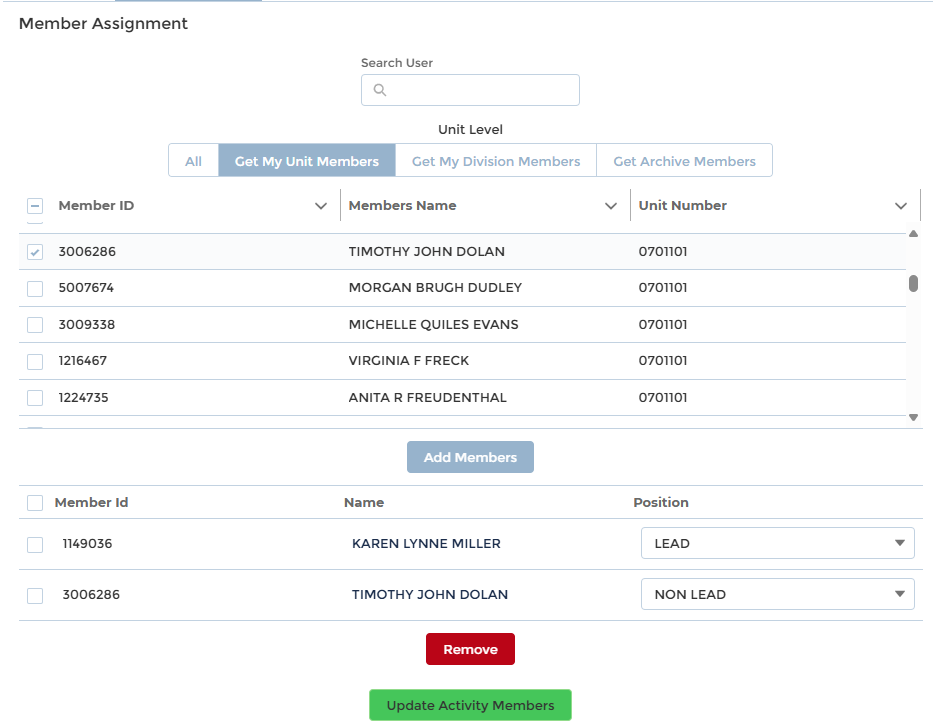 Member Assignment
Search User
Unit Level
All Get My Unit Members Get My Division Members Get Archive Members
Member ID Members Name Unit Number
3006286 TIMOTHY JOHN DOLAN 0701101
5007674 MORGAN BRUGH DUDLEY 0701101
3009338 MICHELLE QUILES EVANS 0701101
1216467 VIRGINIA F FRECK 0701101
1224735 ANITA R FREUDENTHAL 0701101
Add Members
Member Id Name Position
1149036 KAREN LYNNE MILLER LEAD
3006286 TIMOTHY JOHN DOLAN NON LEAD
Remove
Update Activity Members